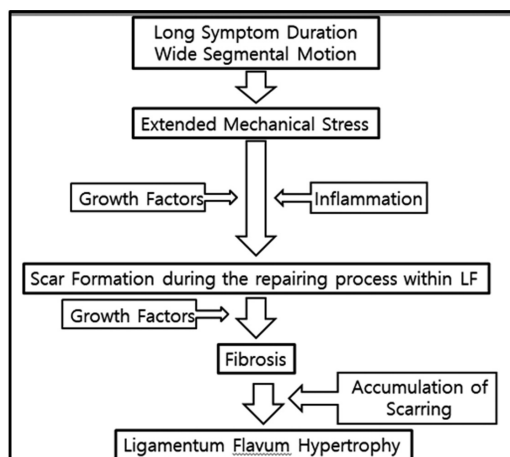 Long Symptom Duration
Wide Segmental Motion
Extended Mechanical Stress
Growth Factors
Inflammation
Scar Formation during the repairing process within LF
Growth Factors
Fibrosis
Accumulation of
Scarring
Ligamentum Flavum Hypertrophy